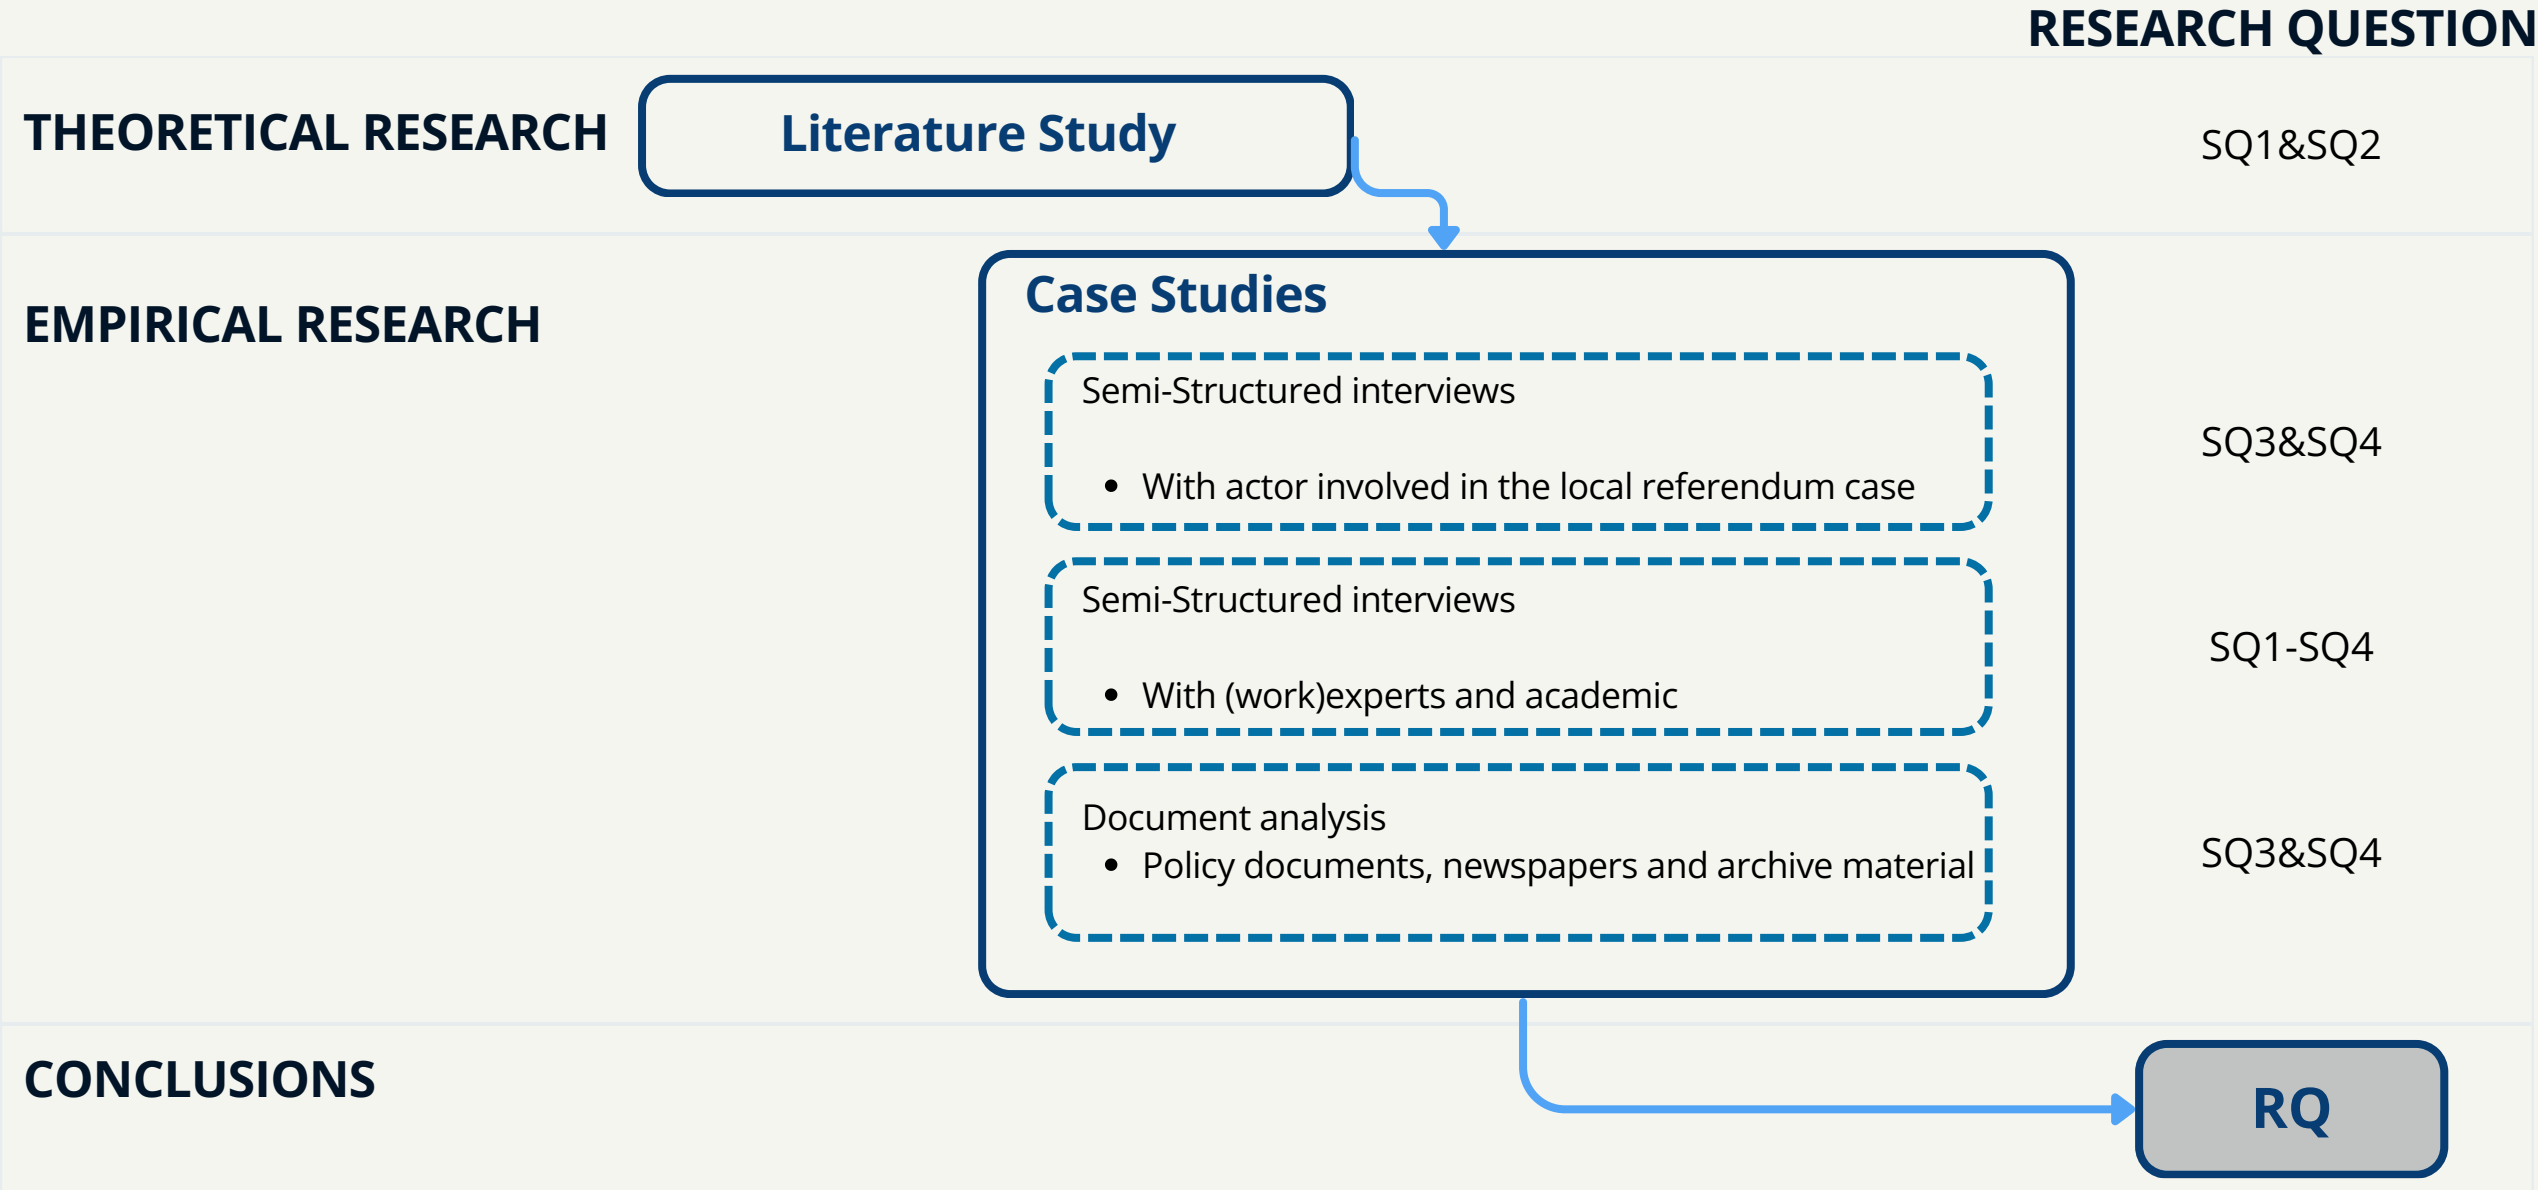 RESEARCH QUESTION
THEORETICAL RESEARCH
Literature Study
SQ1&SQ2
EMPIRICAL RESEARCH
Case Studies
Semi-Structured interviews
• With actor involved in the local referendum case
SQ3&SQ4
Semi-Structured interviews
• With (work)experts and academic
SQ1-SQ4
Document analysis
• Policy documents, newspapers and archive material
SQ3&SQ4
CONCLUSIONS
RQ